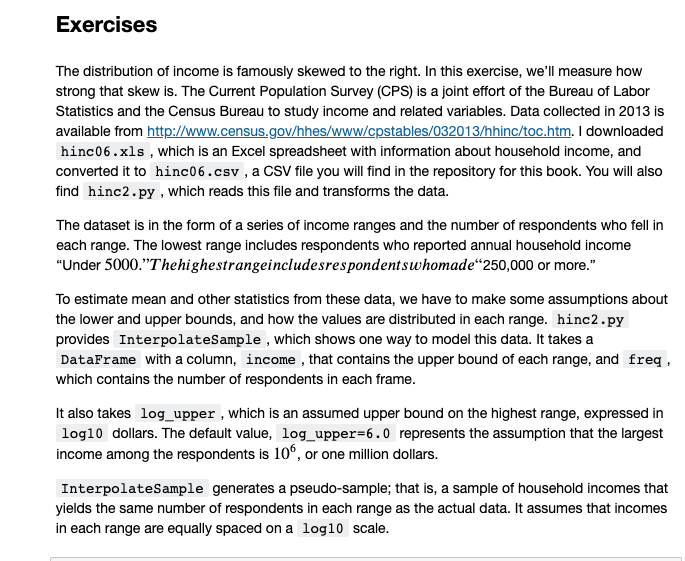 Exercises
The distribution of income is famously skewed to the right. In this exercise, we'll measure how
strong that skew is. The Current Population Survey (CPS) is a joint effort of the Bureau of Labor
Statistics and the Census Bureau to study income and related variables. Data collected in 2013 is
available from http://www.census.gov/hhes/www/cpstables/032013/hhinc/toc.htm. I downloaded
hinc06.xls , which is an Excel spreadsheet with information about household income, and
converted it to hinc06.csv , a CSV file you will find in the repository for this book. You will also
find hinc2.py , which reads this file and transforms the data.
The dataset is in the form of a series of income ranges and the number of respondents who fell in
each range. The lowest range includes respondents who reported annual household income
“Under 5000.”Thehighestrangeincludesrespondentswhomade“250,000 or more.”
To estimate mean and other statistics from these data, we have to make some assumptions about
the lower and upper bounds, and how the values are distributed in each range. hinc2.py
provides InterpolateSample , which shows one way to model this data. It takes a
DataFrame with a column, income , that contains the upper bound of each range, and freq ,
which contains the number of respondents in each frame.
It also takes log_upper , which is an assumed upper bound on the highest range, expressed in
log10 dollars. The default value, log_upper=6.0 represents the assumption that the largest
income among the respondents is 10⁶, or one million dollars.
InterpolateSample generates a pseudo-sample; that is, a sample of household incomes that
yields the same number of respondents in each range as the actual data. It assumes that incomes
in each range are equally spaced on a log10 scale.